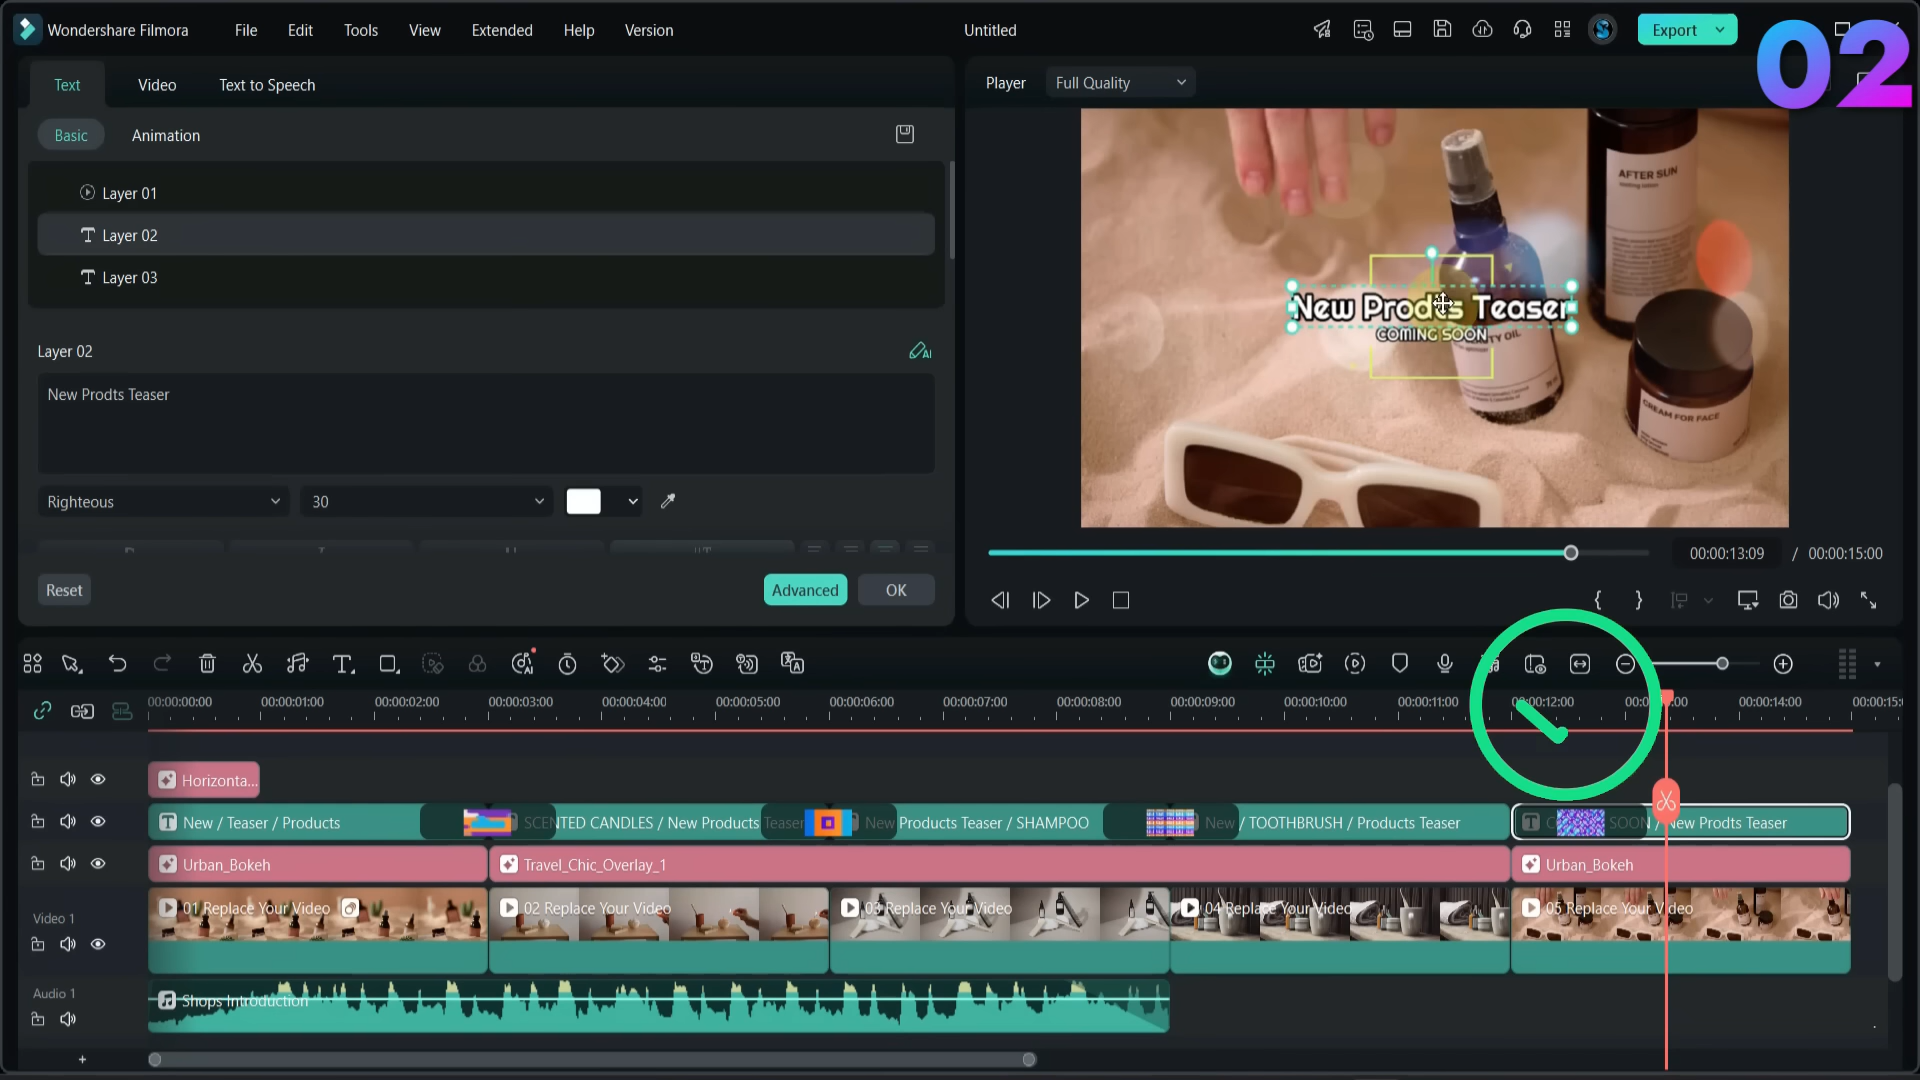 Wondershare Filmora File Edit Tools View Extended Help Version Untitled Export
02
Text Video Text to Speech Player Full Quality
Basic Animation
Layer 01
Layer 02
Layer 03
Layer 02
New Prodts Teaser
Righteous 30
Reset Advanced OK
AFTER SUN
New Prodts Teaser
COMING SOON
CREAM FOR FACE
00:00:13:09 / 00:00:15:00
00:00:00:00 00:00:01:00 00:00:02:00 00:00:03:00 00:00:04:00 00:00:05:00 00:00:06:00 00:00:07:00 00:00:08:00 00:00:09:00 00:00:10:00 00:00:11:00 00:00:12:00 00:00:14:00
Horizonta...
New / Teaser / Products SCENTED CANDLES / New Products Teaser New Products Teaser / SHAMPOO New / TOOTHBRUSH / Products Teaser SOON / New Prodts Teaser
Urban_Bokeh Travel_Chic_Overlay_1 Urban_Bokeh
Video 1 01 Replace Your Video 02 Replace Your Video 03 Replace Your Video 04 Replace Your Video 05 Replace Your Video
Audio 1 Shops Introduction